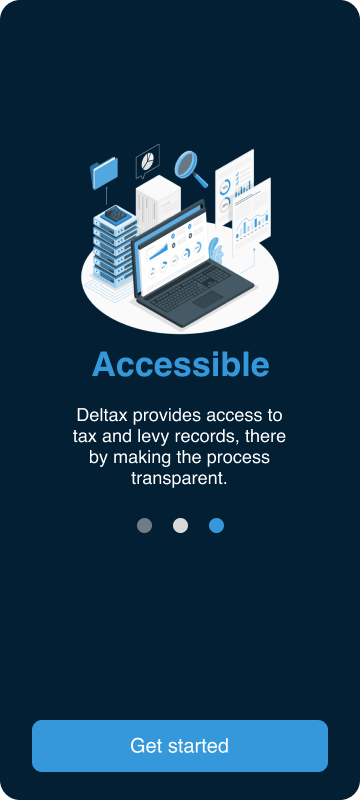 Accessible
Deltax provides access to
tax and levy records, there
by making the process
transparent.
Get started